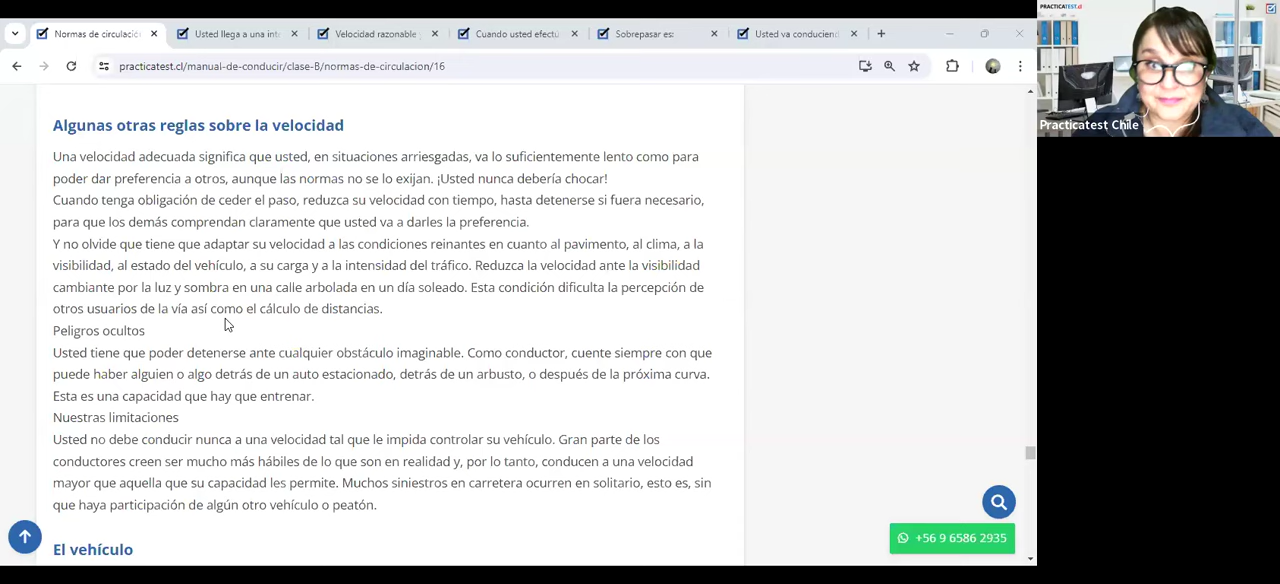 Normas de circulació
Usted llega a una inte
Velocidad razonable
Cuando usted efectú
Sobrepasar es:
Usted va conduciend
practicatest.cl/manual-de-conducir/clase-B/normas-de-circulacion/16
PRACTICATEST.cl
Practicatest Chile
Algunas otras reglas sobre la velocidad
Una velocidad adecuada significa que usted, en situaciones arriesgadas, va lo suficientemente lento como para
poder dar preferencia a otros, aunque las normas no se lo exijan. ¡Usted nunca debería chocar!
Cuando tenga obligación de ceder el paso, reduzca su velocidad con tiempo, hasta detenerse si fuera necesario,
para que los demás comprendan claramente que usted va a darles la preferencia.
Y no olvide que tiene que adaptar su velocidad a las condiciones reinantes en cuanto al pavimento, al clima, a la
visibilidad, al estado del vehículo, a su carga y a la intensidad del tráfico. Reduzca la velocidad ante la visibilidad
cambiante por la luz y sombra en una calle arbolada en un día soleado. Esta condición dificulta la percepción de
otros usuarios de la vía así como el cálculo de distancias.
Peligros ocultos
Usted tiene que poder detenerse ante cualquier obstáculo imaginable. Como conductor, cuente siempre con que
puede haber alguien o algo detrás de un auto estacionado, detrás de un arbusto, o después de la próxima curva.
Esta es una capacidad que hay que entrenar.
Nuestras limitaciones
Usted no debe conducir nunca a una velocidad tal que le impida controlar su vehículo. Gran parte de los
conductores creen ser mucho más hábiles de lo que son en realidad y, por lo tanto, conducen a una velocidad
mayor que aquella que su capacidad les permite. Muchos siniestros en carretera ocurren en solitario, esto es, sin
que haya participación de algún otro vehículo o peatón.
+56 9 6586 2935
El vehículo